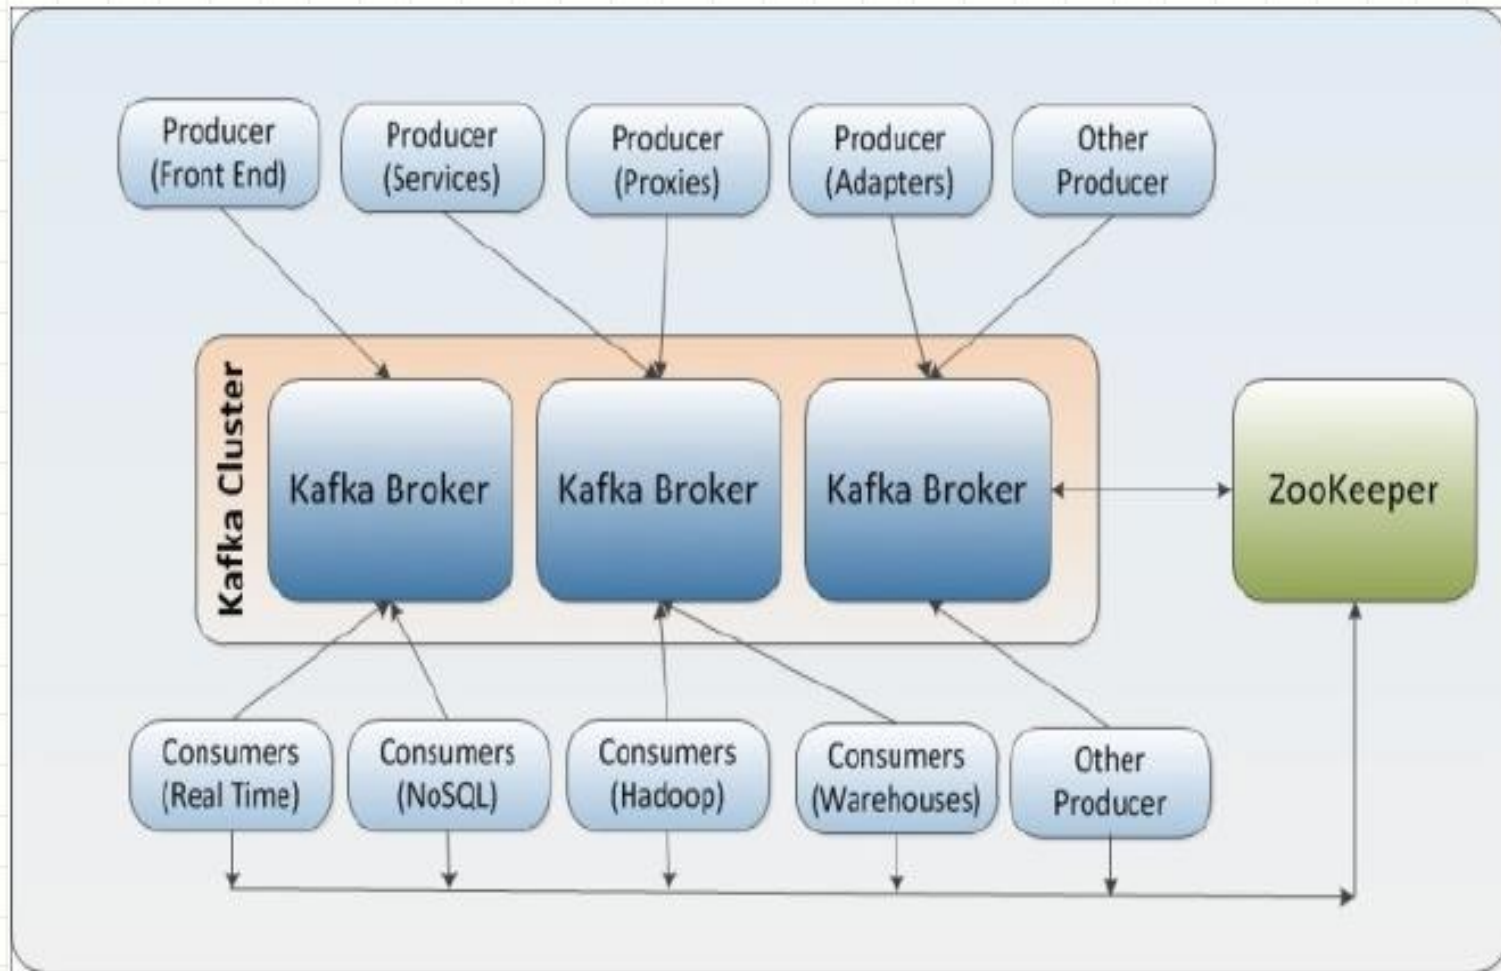 Producer
(Front End)
Producer
(Services)
Producer
(Proxies)
Producer
(Adapters)
Other
Producer
Kafka Cluster
Kafka Broker
Kafka Broker
Kafka Broker
ZooKeeper
Consumers
(Real Time)
Consumers
(NoSQL)
Consumers
(Hadoop)
Consumers
(Warehouses)
Other
Producer